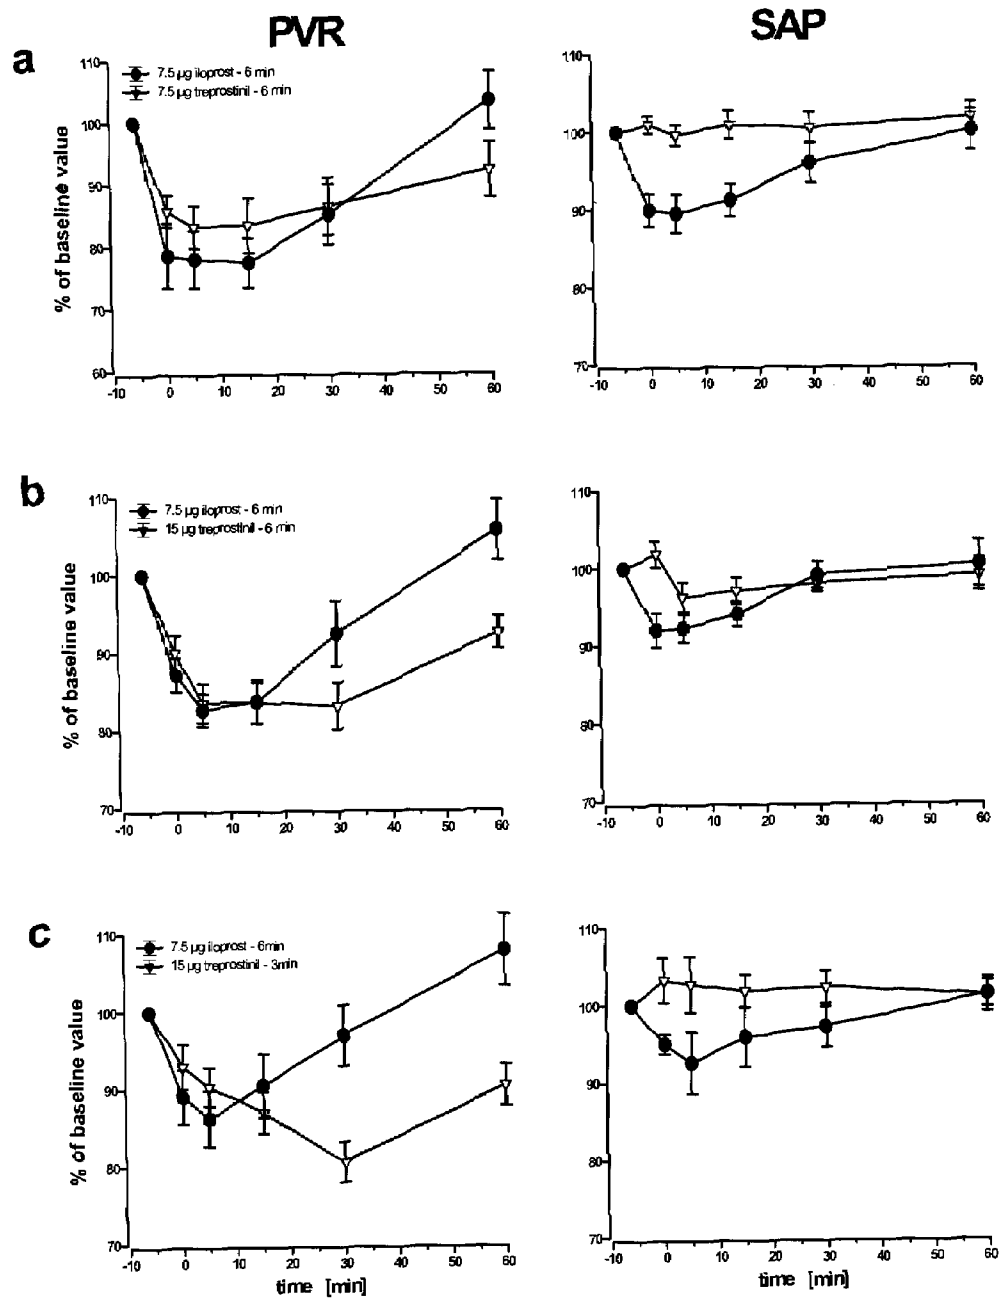 PVR
SAP
a
110
100
90
80
70
60
% of baseline value
7.5 µg iloprost - 6 min
7.5 µg treprostinil - 6 min
-10 0 10 20 30 40 50 60
110
100
90
80
70
-10 0 10 20 30 40 50 60
b
110
100
90
80
70
% of baseline value
7.5 µg iloprost - 6 min
15 µg treprostinil - 6 min
-10 0 10 20 30 40 50 60
110
100
90
80
70
-10 0 10 20 30 40 50 60
c
110
100
90
80
70
% of baseline value
7.5 µg iloprost - 6min
15 µg treprostinil - 3min
-10 0 10 20 30 40 50 60
time [min]
110
100
90
80
70
-10 0 10 20 30 40 50 60
time [min]